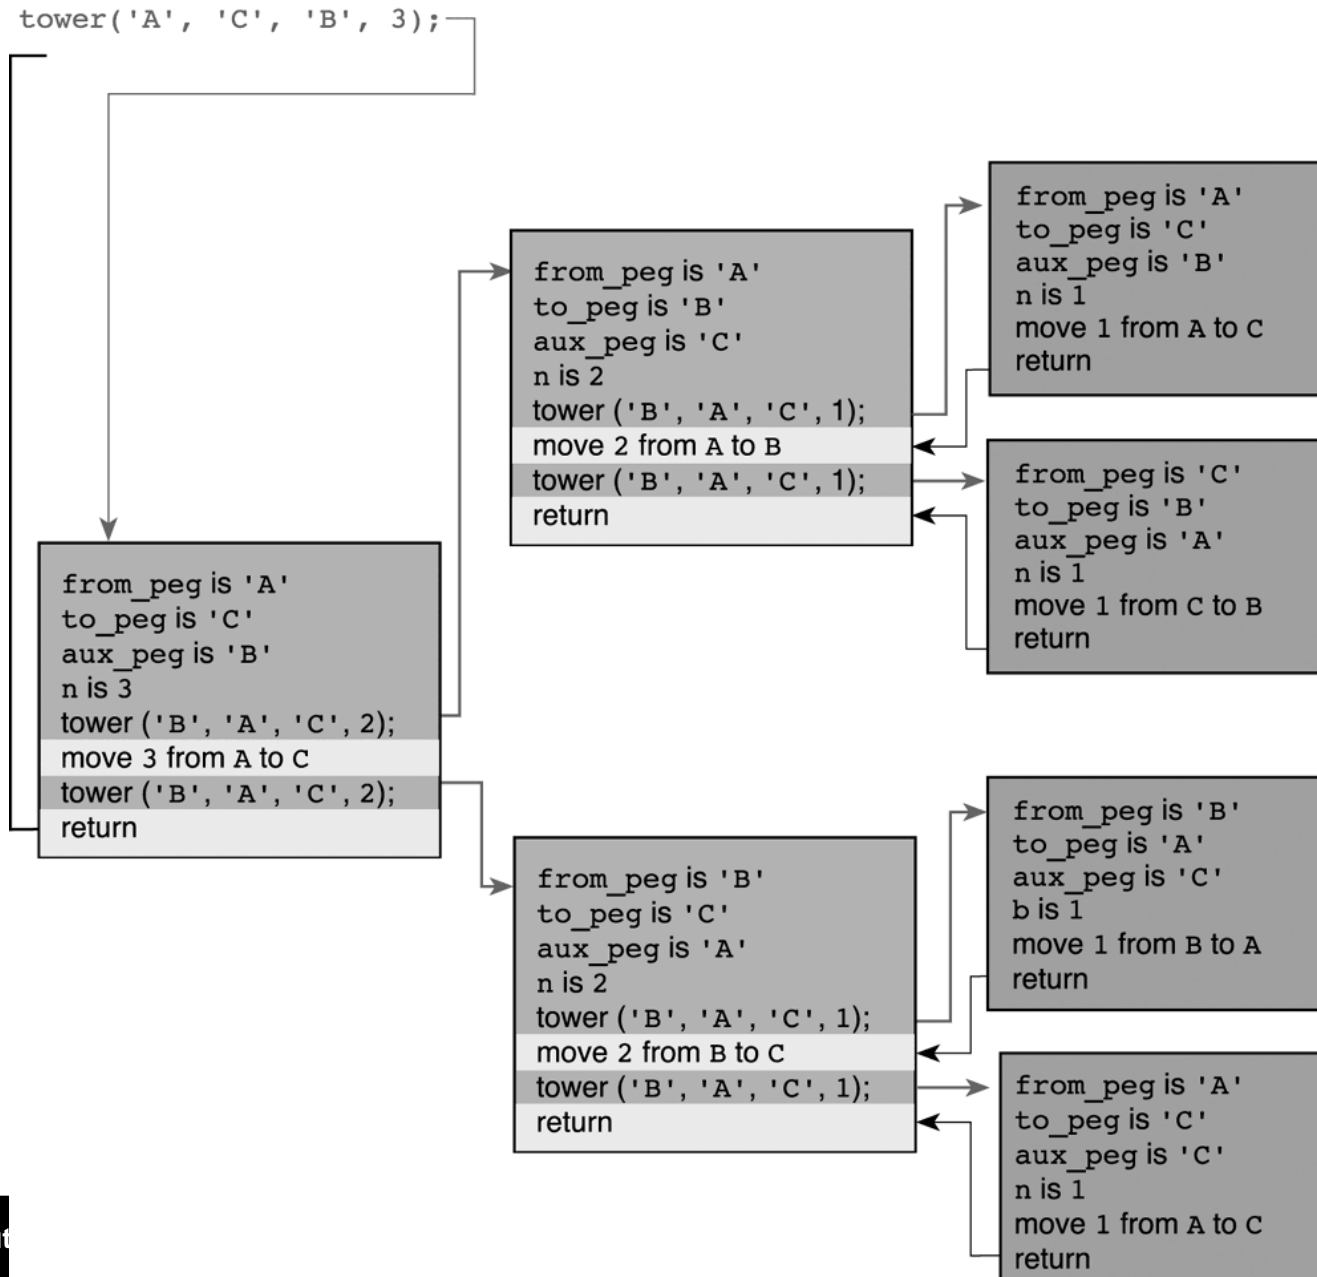 tower('A', 'C', 'B', 3);
from_peg is 'A'
to_peg is 'C'
aux_peg is 'B'
n is 3
tower ('B', 'A', 'C', 2);
move 3 from A to C
tower ('B', 'A', 'C', 2);
return
from_peg is 'A'
to_peg is 'B'
aux_peg is 'C'
n is 2
tower ('B', 'A', 'C', 1);
move 2 from A to B
tower ('B', 'A', 'C', 1);
return
from_peg is 'A'
to_peg is 'C'
aux_peg is 'B'
n is 1
move 1 from A to C
return
from_peg is 'C'
to_peg is 'B'
aux_peg is 'A'
n is 1
move 1 from C to B
return
from_peg is 'B'
to_peg is 'C'
aux_peg is 'A'
n is 2
tower ('B', 'A', 'C', 1);
move 2 from B to C
tower ('B', 'A', 'C', 1);
return
from_peg is 'B'
to_peg is 'A'
aux_peg is 'C'
b is 1
move 1 from B to A
return
from_peg is 'A'
to_peg is 'C'
aux_peg is 'C'
n is 1
move 1 from A to C
return